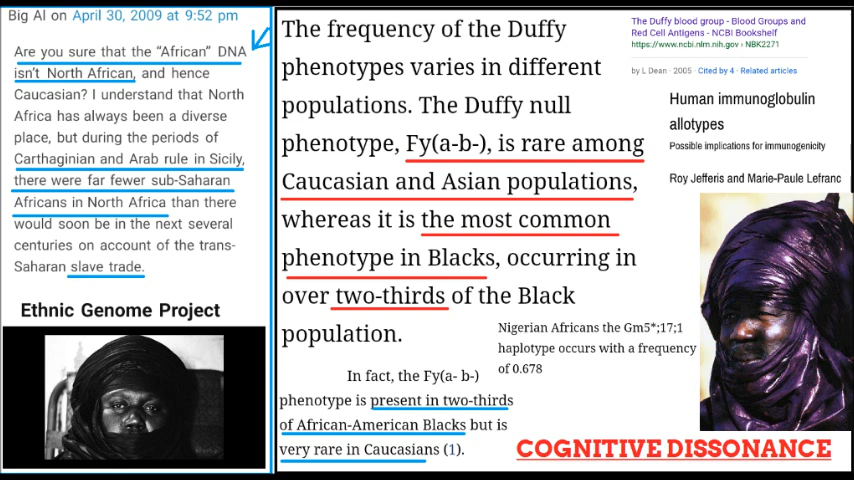 Big Al on April 30, 2009 at 9:52 pm
Are you sure that the “African” DNA
isn't North African, and hence
Caucasian? I understand that North
Africa has always been a diverse
place, but during the periods of
Carthaginian and Arab rule in Sicily,
there were far fewer sub-Saharan
Africans in North Africa than there
would soon be in the next several
centuries on account of the trans-
Saharan slave trade.
Ethnic Genome Project
The frequency of the Duffy
phenotypes varies in different
populations. The Duffy null
phenotype, Fy(a-b-), is rare among
Caucasian and Asian populations,
whereas it is the most common
phenotype in Blacks, occurring in
over two-thirds of the Black
population.
In fact, the Fy(a- b-)
phenotype is present in two-thirds
of African-American Blacks but is
very rare in Caucasians (1).
The Duffy blood group - Blood Groups and
Red Cell Antigens - NCBI Bookshelf
https://www.ncbi.nlm.nih.gov › NBK2271
by L Dean · 2005 · Cited by 4 · Related articles
Human immunoglobulin
allotypes
Possible implications for immunogenicity
Roy Jefferis and Marie-Paule Lefranc
Nigerian Africans the Gm5*;17;1
haplotype occurs with a frequency
of 0.678
COGNITIVE DISSONANCE